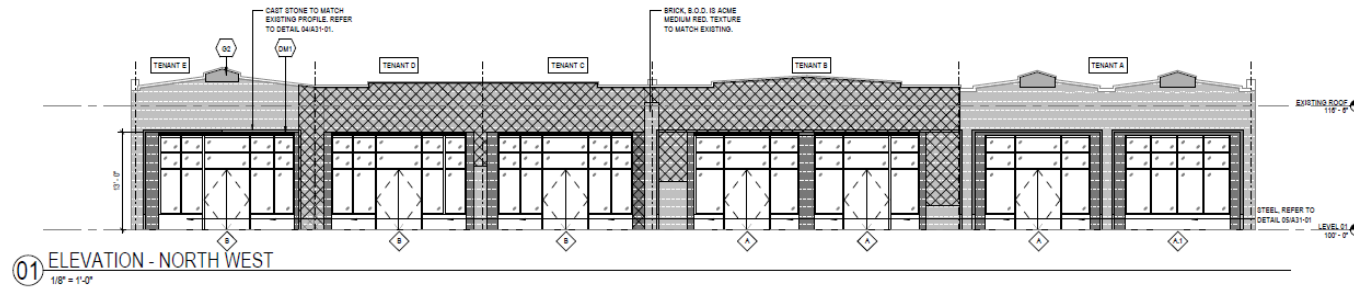 CAST STONE TO MATCH
EXISTING PROFILE. REFER
TO DETAIL 04/A31-01.
BRICK, B.O.D. IS ACME
MEDIUM RED. TEXTURE
TO MATCH EXISTING.
G2
DM1
TENANT E
TENANT D
TENANT C
TENANT B
TENANT A
EXISTING ROOF
116' - 6"
13' - 0"
STEEL, REFER TO
DETAIL 05/A31-01
LEVEL 01
100' - 0"
B
B
B
A
A
A
A.1
01
ELEVATION - NORTH WEST
1/8" = 1'-0"